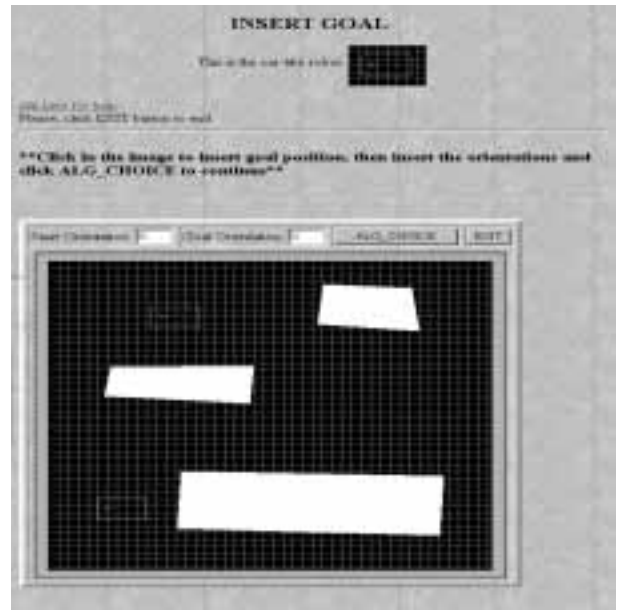 INSERT GOAL
This is the car-like robot
Please, click EXIT button to exit
**Click in the image to insert goal position, then insert the orientations and
click ALG_CHOICE to continue**
Start Orientation: Goal Orientation: ALG_CHOICE EXIT